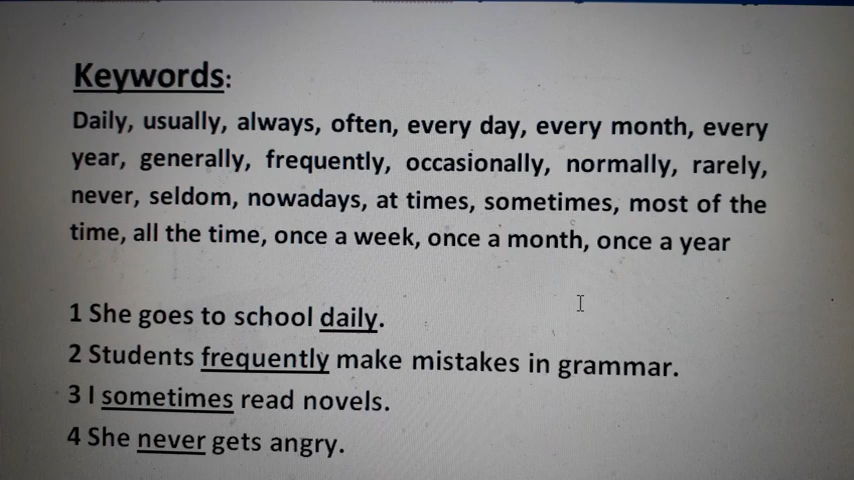 Keywords:
Daily, usually, always, often, every day, every month, every
year, generally, frequently, occasionally, normally, rarely,
never, seldom, nowadays, at times, sometimes, most of the
time, all the time, once a week, once a month, once a year
1 She goes to school daily.
2 Students frequently make mistakes in grammar.
3 I sometimes read novels.
4 She never gets angry.